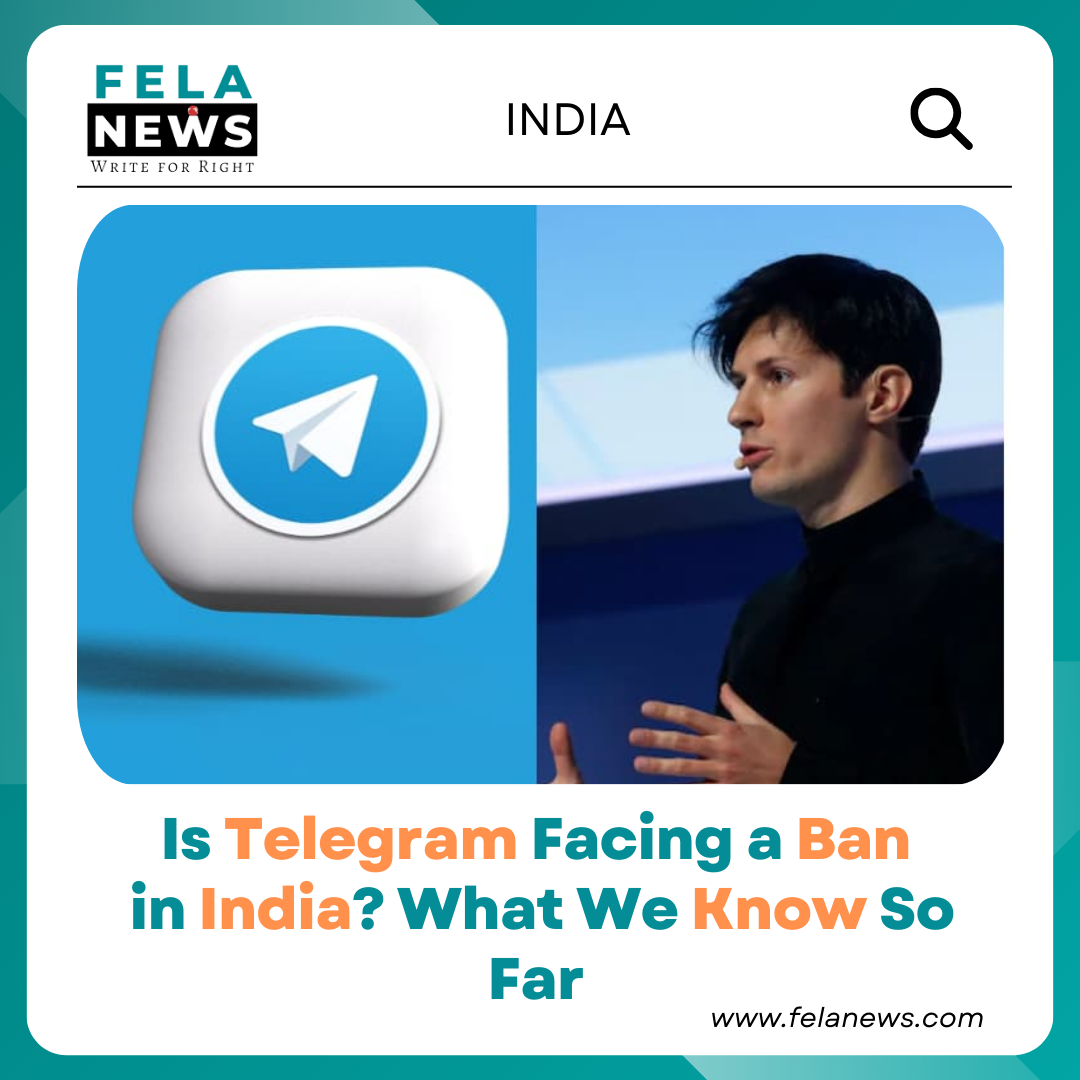 FELA
NEWS
WRITE FOR RIGHT
INDIA
Is Telegram Facing a Ban
in India? What We Know So
Far
www.felanews.com